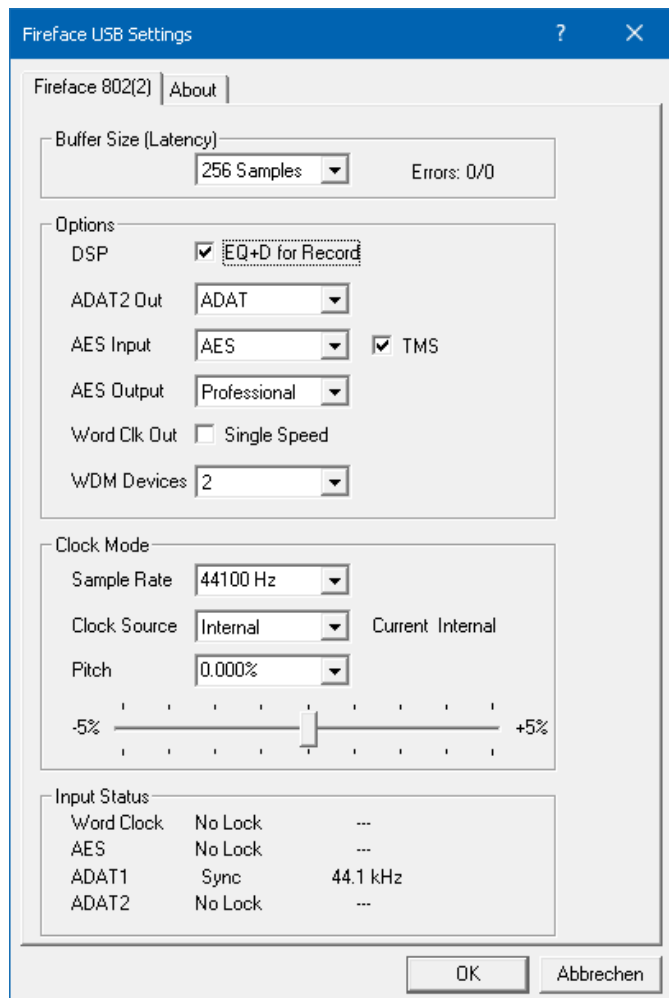 Fireface USB Settings ? ×
Fireface 802(2) About
Buffer Size (Latency)
256 Samples Errors: 0/0
Options
DSP EQ+D for Record
ADAT2 Out ADAT
AES Input AES TMS
AES Output Professional
Word Clk Out Single Speed
WDM Devices 2
Clock Mode
Sample Rate 44100 Hz
Clock Source Internal Current Internal
Pitch 0.000%
-5% +5%
Input Status
Word Clock No Lock ---
AES No Lock ---
ADAT1 Sync 44.1 kHz
ADAT2 No Lock ---
OK Abbrechen